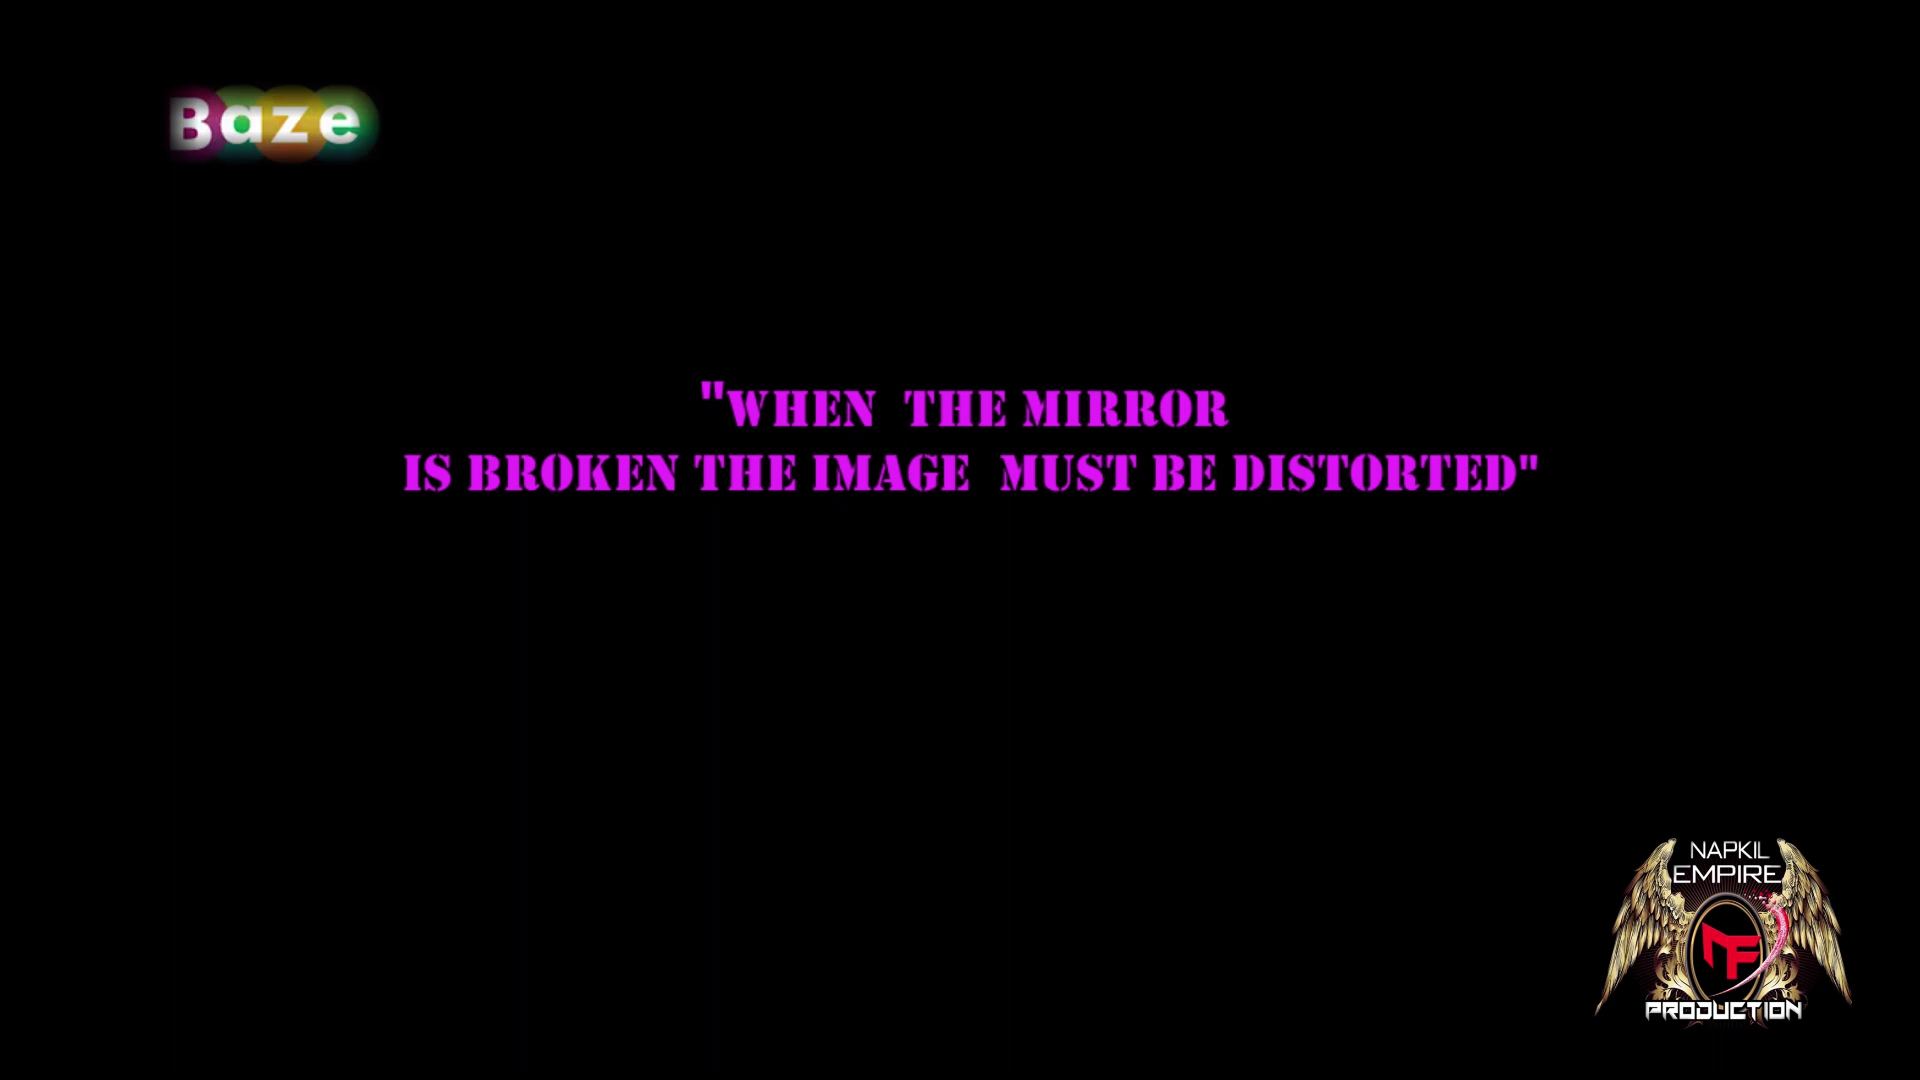 Baze
"WHEN THE MIRROR
IS BROKEN THE IMAGE MUST BE DISTORTED"
NAPKIL
EMPIRE
PRODUCTION